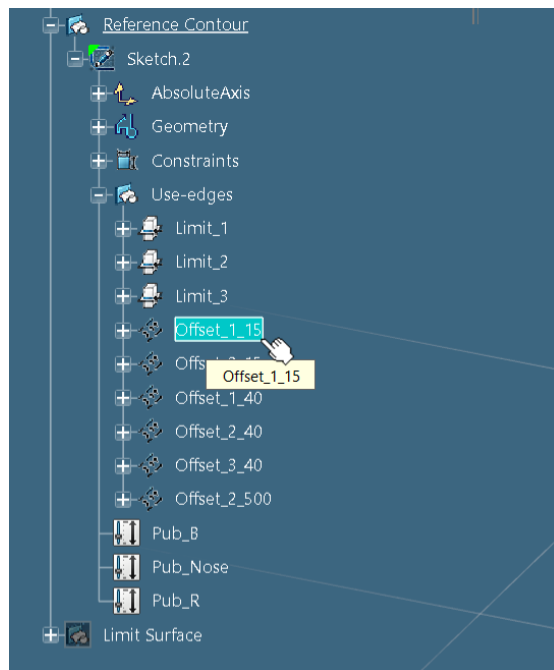 Reference Contour
Sketch.2
AbsoluteAxis
Geometry
Constraints
Use-edges
Limit_1
Limit_2
Limit_3
Offset_1_15
Offset_1_15
Offset_1_40
Offset_2_40
Offset_3_40
Offset_2_500
Pub_B
Pub_Nose
Pub_R
Limit Surface